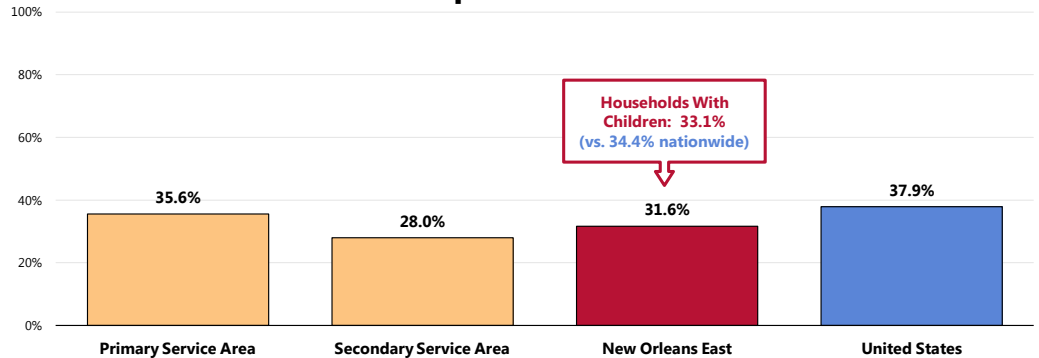 100%
80%
60%
40%
20%
0%
Households With
Children: 33.1%
(vs. 34.4% nationwide)
35.6%
28.0%
31.6%
37.9%
Primary Service Area
Secondary Service Area
New Orleans East
United States